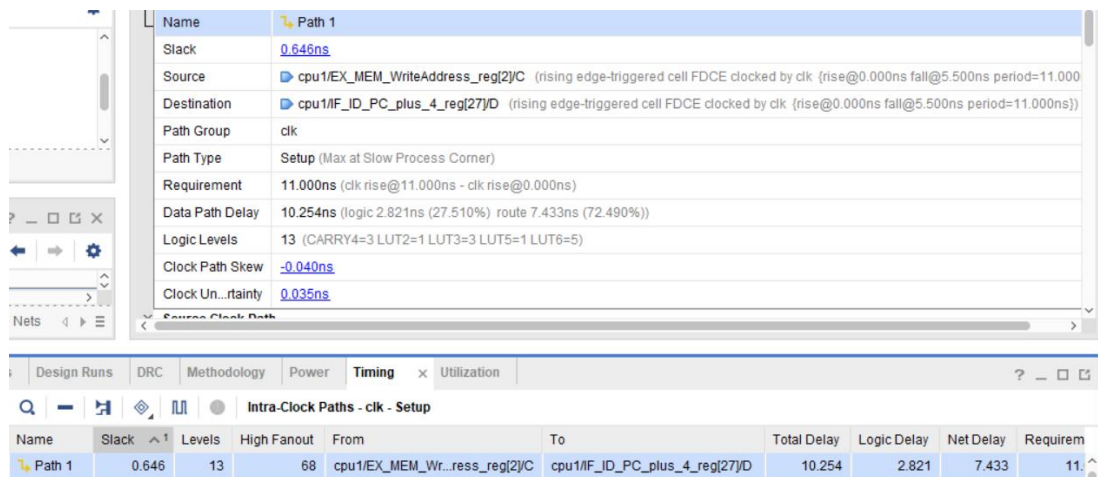 Name Path 1
Slack 0.646ns
Source cpu1/EX_MEM_WriteAddress_reg[2]/C (rising edge-triggered cell FDCE clocked by clk {rise@0.000ns fall@5.500ns period=11.000
Destination cpu1/IF_ID_PC_plus_4_reg[27]/D (rising edge-triggered cell FDCE clocked by clk {rise@0.000ns fall@5.500ns period=11.000ns})
Path Group clk
Path Type Setup (Max at Slow Process Corner)
Requirement 11.000ns (clk rise@11.000ns - clk rise@0.000ns)
Data Path Delay 10.254ns (logic 2.821ns (27.510%) route 7.433ns (72.490%))
Logic Levels 13 (CARRY4=3 LUT2=1 LUT3=3 LUT5=1 LUT6=5)
Clock Path Skew -0.040ns
Clock Un...rtainty 0.035ns
Nets
Source Clock Path
Design Runs DRC Methodology Power Timing Utilization
Intra-Clock Paths - clk - Setup
Name Slack 1 Levels High Fanout From To Total Delay Logic Delay Net Delay Requirem
Path 1 0.646 13 68 cpu1/EX_MEM_Wr...ress_reg[2]/C cpu1/IF_ID_PC_plus_4_reg[27]/D 10.254 2.821 7.433 11.